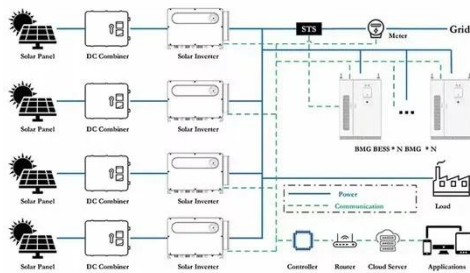 STS
Meter
Grid
Solar Panel DC Combiner Solar Inverter
Solar Panel DC Combiner Solar Inverter
BMG BESS * N BMG * N
Solar Panel DC Combiner Solar Inverter
Power
Communication
Load
Solar Panel DC Combiner Solar Inverter
Controller Router Cloud Server Application